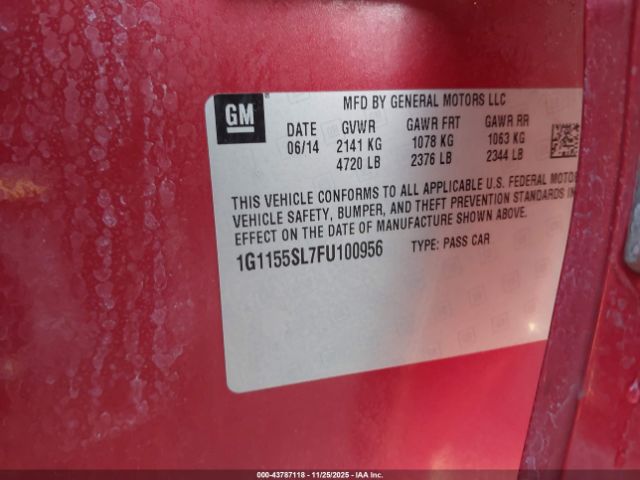 GM
MFD BY GENERAL MOTORS LLC
DATE GVWR GAWR FRT GAWR RR
06/14 2141 KG 1078 KG 1063 KG
4720 LB 2376 LB 2344 LB
THIS VEHICLE CONFORMS TO ALL APPLICABLE U.S. FEDERAL MOTOR
VEHICLE SAFETY, BUMPER, AND THEFT PREVENTION STANDARDS IN
EFFECT ON THE DATE OF MANUFACTURE SHOWN ABOVE.
1G1155SL7FU100956 TYPE: PASS CAR
000-43787118 - 11/25/2025 - IAA Inc.